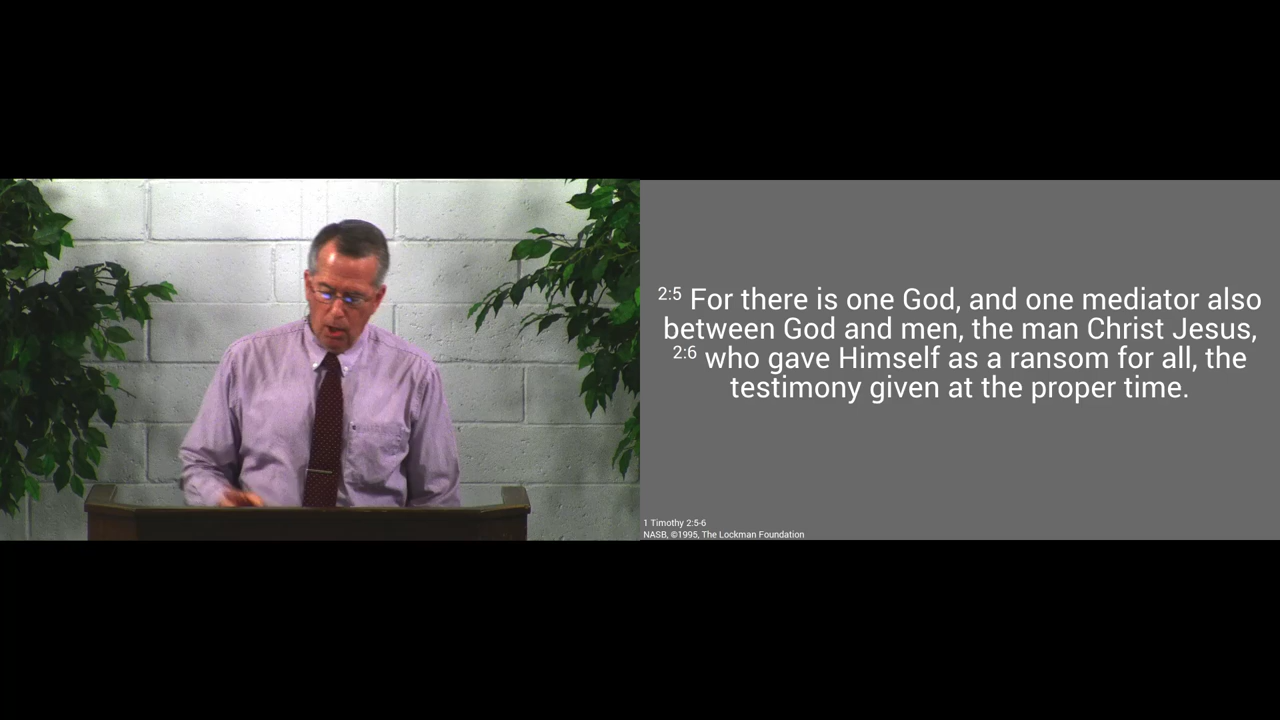 2:5 For there is one God, and one mediator also
between God and men, the man Christ Jesus,
2:6 who gave Himself as a ransom for all, the
testimony given at the proper time.
1 Timothy 2:5-6
NASB, ©1995, The Lockman Foundation